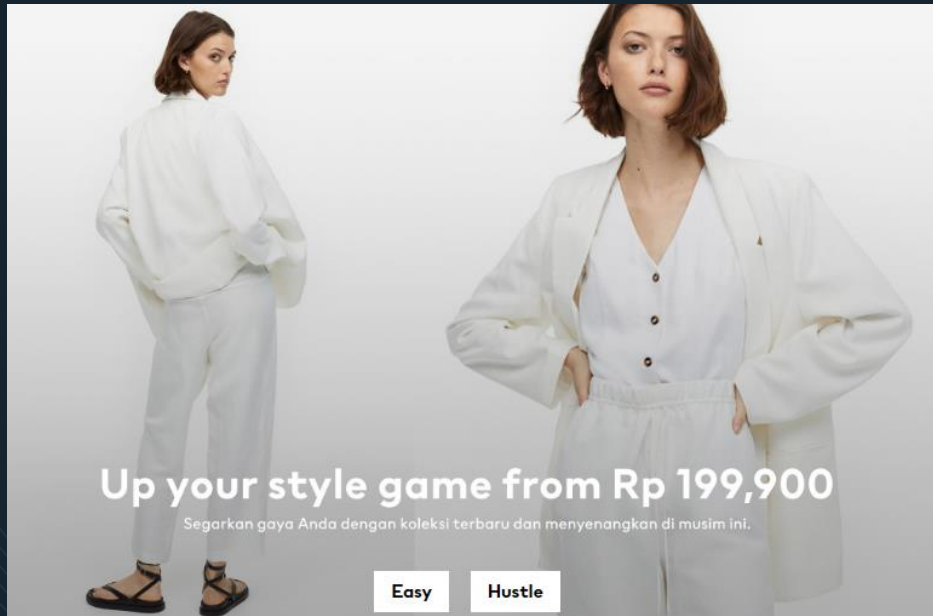 Up your style game from Rp 199,900
Segarkan gaya Anda dengan koleksi terbaru dan menyenangkan di musim ini.
Easy
Hustle